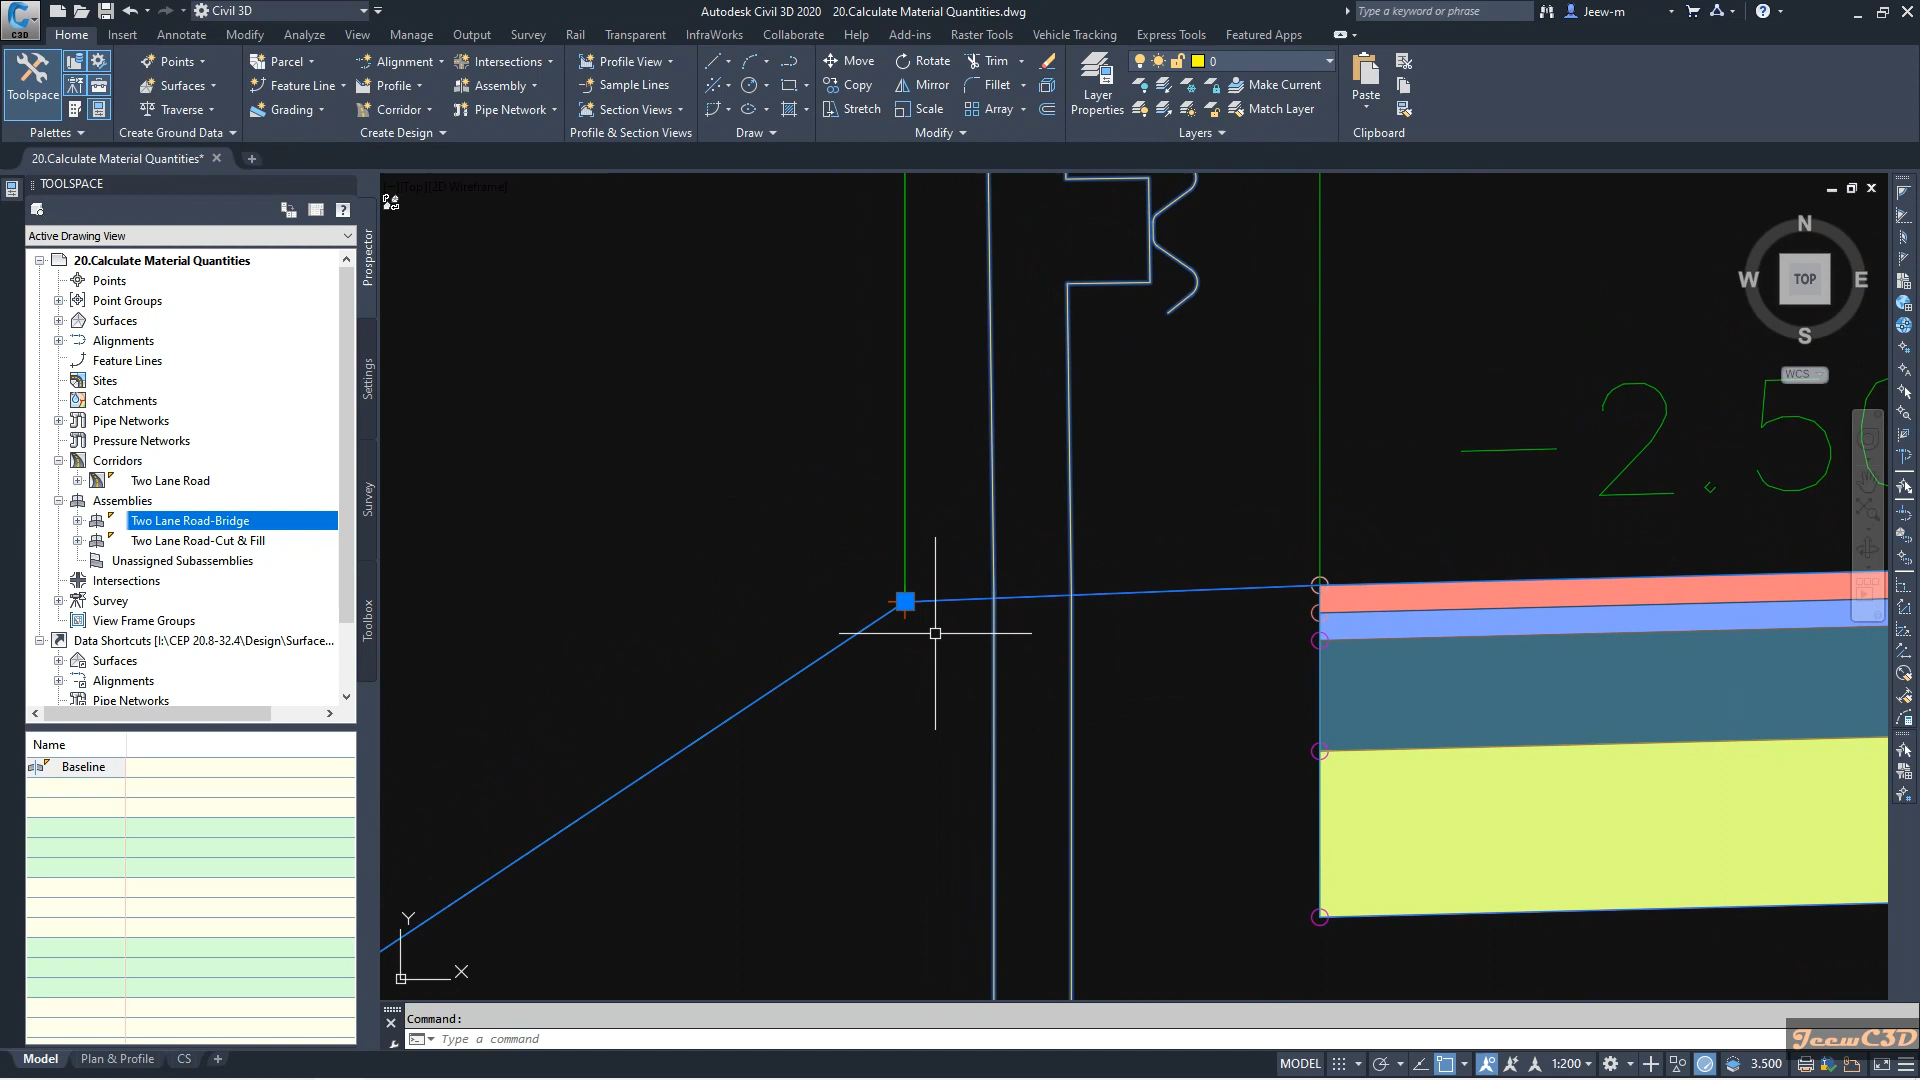 C3D
Civil 3D
Autodesk Civil 3D 2020 20.Calculate Material Quantities.dwg
Type a keyword or phrase
Jeew-m
Home Insert Annotate Modify Analyze View Manage Output Survey Rail Transparent InfraWorks Collaborate Help Add-ins Raster Tools Vehicle Tracking Express Tools Featured Apps
Toolspace
Points
Surfaces
Traverse
Parcel
Feature Line
Grading
Alignment
Profile
Corridor
Intersections
Assembly
Pipe Network
Profile View
Sample Lines
Section Views
Move
Copy
Stretch
Rotate
Mirror
Scale
Trim
Fillet
Array
Layer
Properties
0
Make Current
Match Layer
Paste
Palettes
Create Ground Data
Create Design
Profile & Section Views
Draw
Modify
Layers
Clipboard
20.Calculate Material Quantities*
TOOLSPACE
Active Drawing View
20.Calculate Material Quantities
Points
Point Groups
Surfaces
Alignments
Feature Lines
Sites
Catchments
Pipe Networks
Pressure Networks
Corridors
Two Lane Road
Assemblies
Two Lane Road-Bridge
Two Lane Road-Cut & Fill
Unassigned Subassemblies
Intersections
Survey
View Frame Groups
Data Shortcuts [I:\CEP 20.8-32.4\Design\Surface...
Surfaces
Alignments
Pipe Networks
Name
Baseline
Prospector
Settings
Survey
Toolbox
[-][Top][2D Wireframe]
N
W TOP E
S
WCS
-2.50
Y
X
Command:
Type a command
JeewC3D
Model Plan & Profile CS
MODEL
1:200
3.500